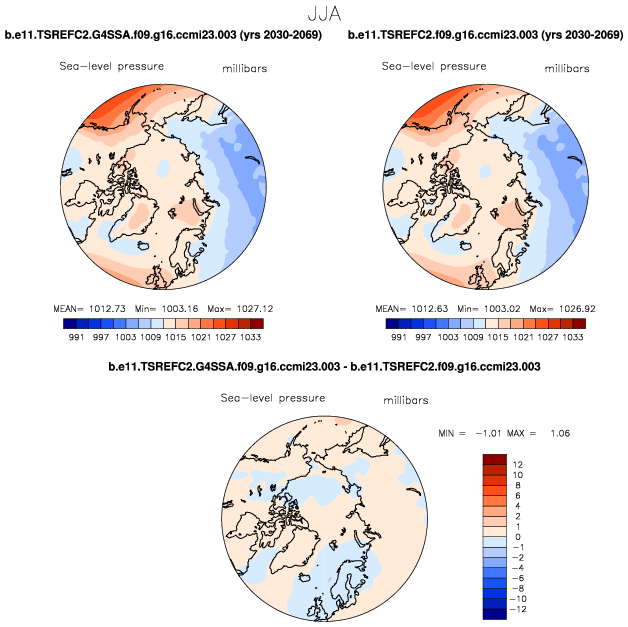 JJA
b.e11.TSREFC2.G4SSA.f09.g16.ccmi23.003 (yrs 2030-2069) b.e11.TSREFC2.f09.g16.ccmi23.003 (yrs 2030-2069)
Sea-level pressure millibars Sea-level pressure millibars
MEAN= 1012.73 Min= 1003.16 Max= 1027.12 MEAN= 1012.63 Min= 1003.02 Max= 1026.92
991 997 1003 1009 1015 1021 1027 1033 991 997 1003 1009 1015 1021 1027 1033
b.e11.TSREFC2.G4SSA.f09.g16.ccmi23.003 - b.e11.TSREFC2.f09.g16.ccmi23.003
Sea-level pressure millibars
MIN = -1.01 MAX = 1.06
12
10
8
6
4
2
1
0
-1
-2
-4
-6
-8
-10
-12